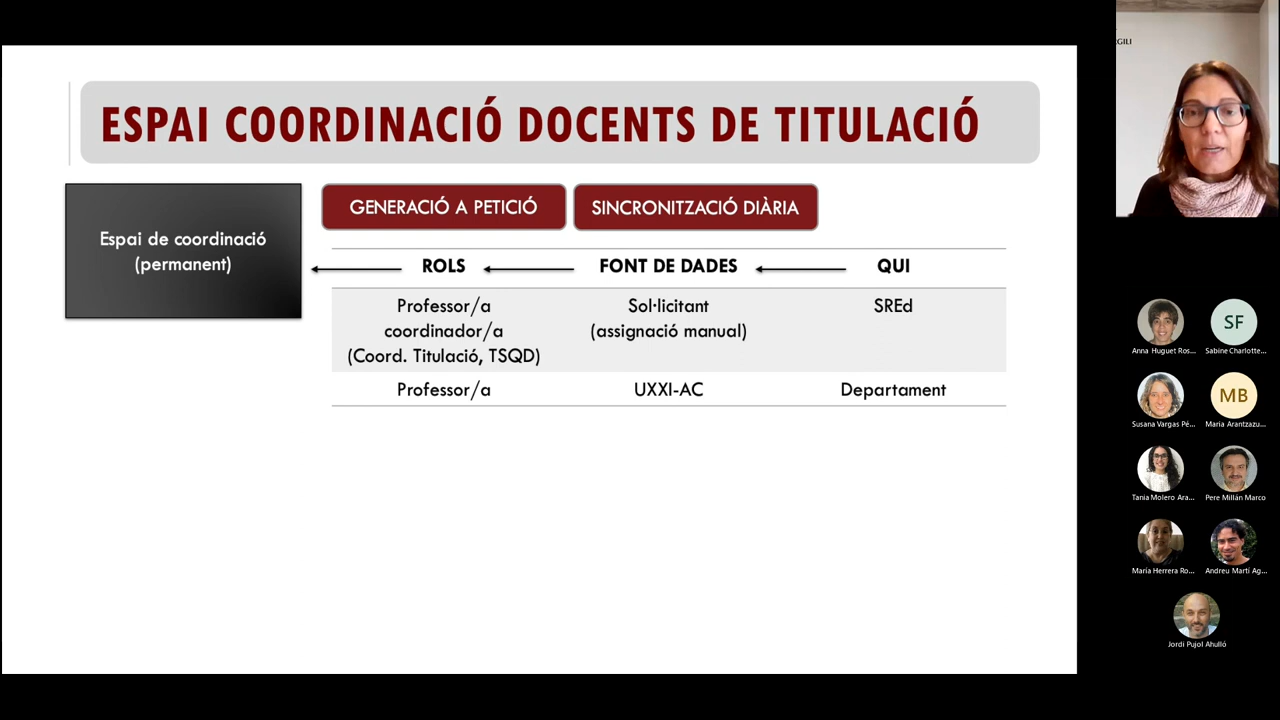 ESPAI COORDINACIÓ DOCENTS DE TITULACIÓ
Espai de coordinació
(permanent)
GENERACIÓ A PETICIÓ
SINCRONITZACIÓ DIÀRIA
ROLS
FONT DE DADES
QUI
Professor/a
coordinador/a
(Coord. Titulació, TSQD)
Sol·licitant
(assignació manual)
SREd
Professor/a
UXXI-AC
Departament
GILI
SF
Anna Huguet Ros...
Sabine Charlotte...
MB
Susana Vargas Pé...
Maria Arantzazu...
Tania Molero Ara...
Pere Millán Marco
María Herrera Ro...
Andreu Martí Ag...
Jordi Pujol Ahulló